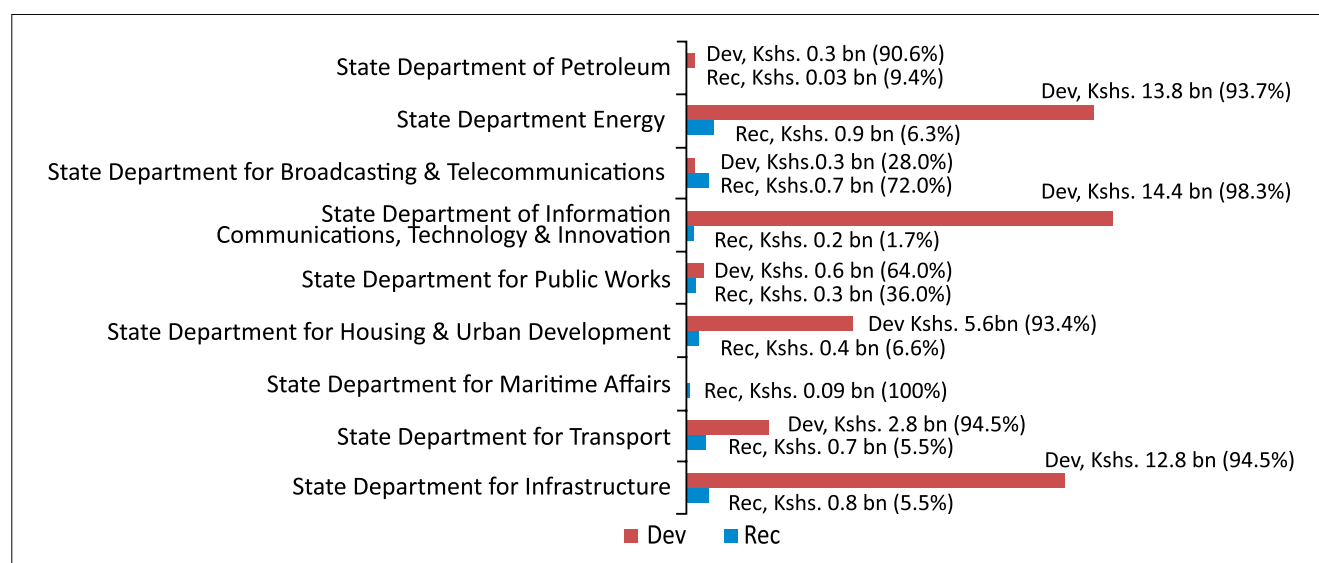 State Department of Petroleum
Dev, Kshs. 0.3 bn (90.6%)
Rec, Kshs. 0.03 bn (9.4%)
Dev, Kshs. 13.8 bn (93.7%)
State Department Energy
Rec, Kshs. 0.9 bn (6.3%)
State Department for Broadcasting & Telecommunications
Dev, Kshs.0.3 bn (28.0%)
Rec, Kshs.0.7 bn (72.0%)
Dev, Kshs. 14.4 bn (98.3%)
State Department of Information
Communications, Technology & Innovation
Rec, Kshs. 0.2 bn (1.7%)
State Department for Public Works
Dev, Kshs. 0.6 bn (64.0%)
Rec, Kshs. 0.3 bn (36.0%)
State Department for Housing & Urban Development
Dev Kshs. 5.6bn (93.4%)
Rec, Kshs. 0.4 bn (6.6%)
State Department for Maritime Affairs
Rec, Kshs. 0.09 bn (100%)
State Department for Transport
Dev, Kshs. 2.8 bn (94.5%)
Rec, Kshs. 0.7 bn (5.5%)
Dev, Kshs. 12.8 bn (94.5%)
State Department for Infrastructure
Rec, Kshs. 0.8 bn (5.5%)
Dev
Rec